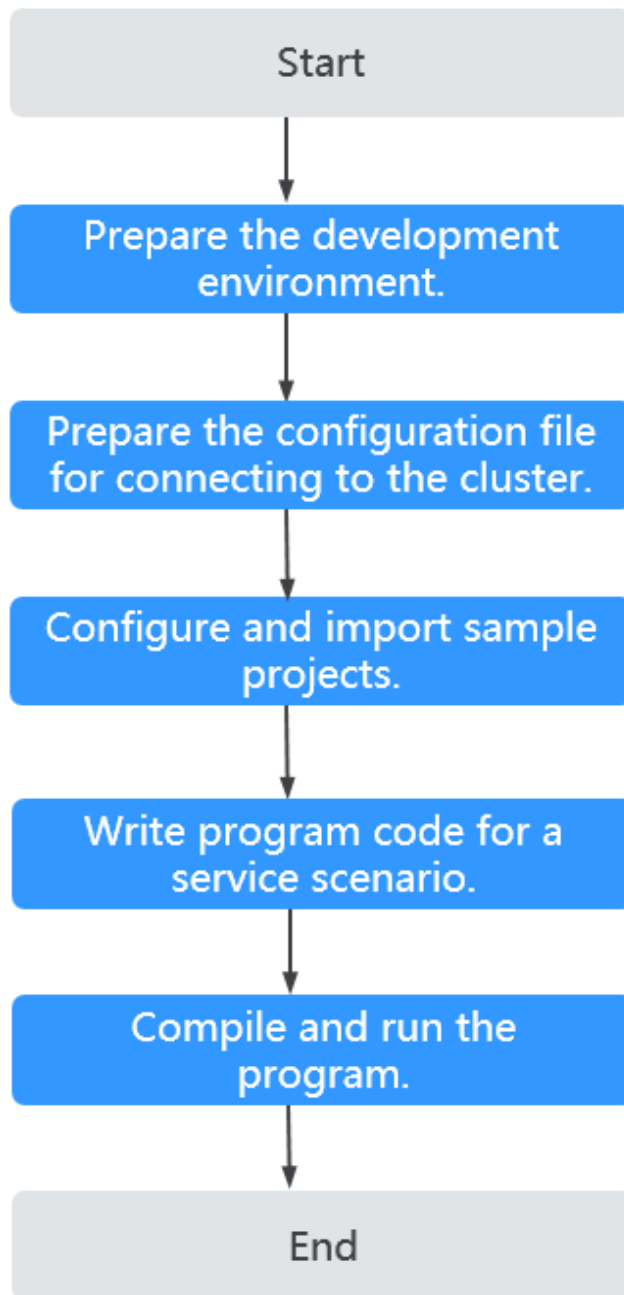 Start
Prepare the development
environment.
Prepare the configuration file
for connecting to the cluster.
Configure and import sample
projects.
Write program code for a
service scenario.
Compile and run the
program.
End